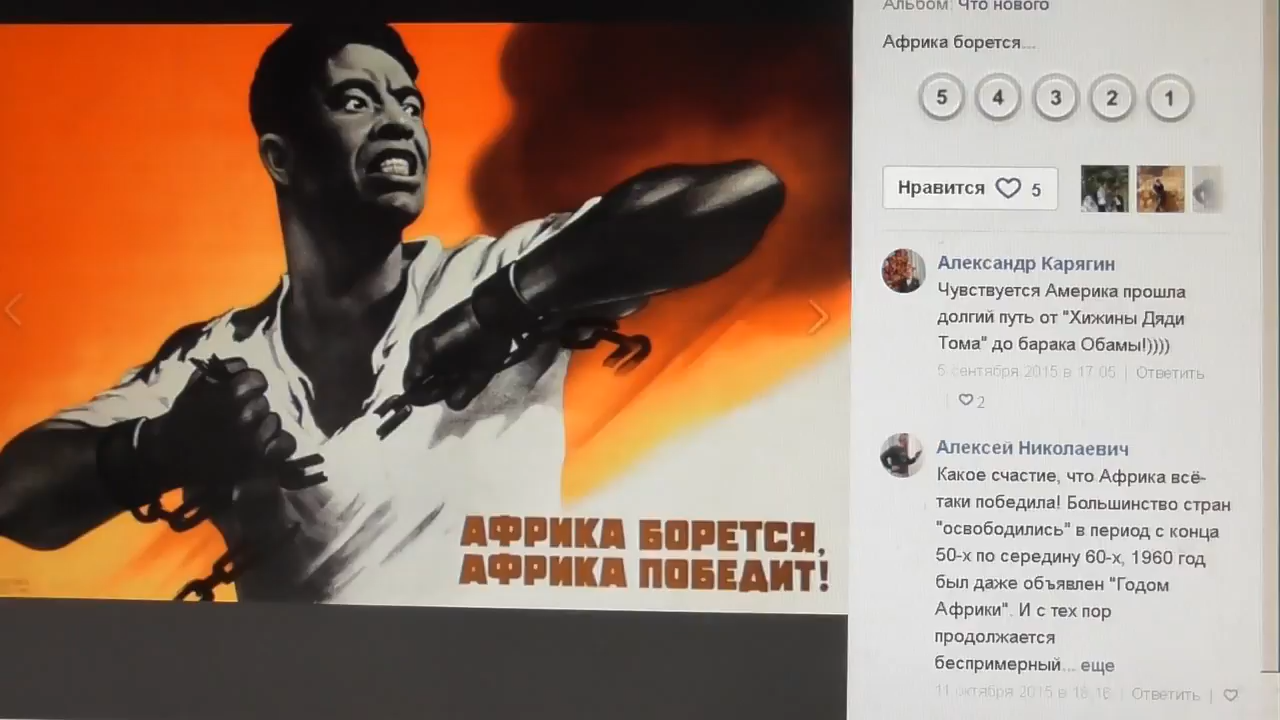 АФРИКА БОРЕТСЯ,
АФРИКА ПОБЕДИТ!
Альбом: Что нового
Африка борется...
5 4 3 2 1
Нравится 5
Александр Карягин
Чувствуется Америка прошла
долгий путь от "Хижины Дяди
Тома" до барака Обамы!))))
5 сентября 2015 в 17:05 | Ответить
| 2
Алексей Николаевич
Какое счастие, что Африка всё-
таки победила! Большинство стран
"освободились" в период с конца
50-х по середину 60-х, 1960 год
был даже объявлен "Годом
Африки". И с тех пор
продолжается
беспримерный... еще
11 октября 2015 в 18:16 | Ответить |